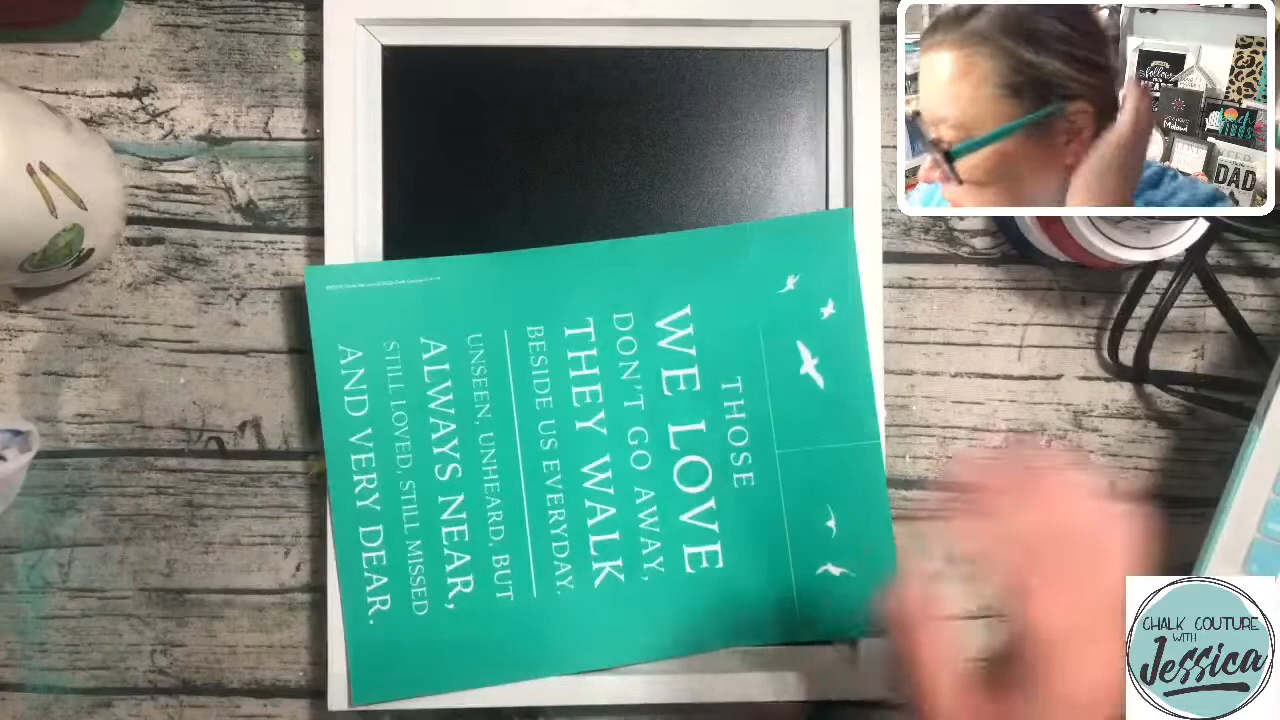 THOSE
WE LOVE
DON'T GO AWAY,
THEY WALK
BESIDE US EVERYDAY.
UNSEEN, UNHEARD, BUT
ALWAYS NEAR,
STILL LOVED, STILL MISSED
AND VERY DEAR.
follow
DAD
CHALK COUTURE
WITH
Jessica